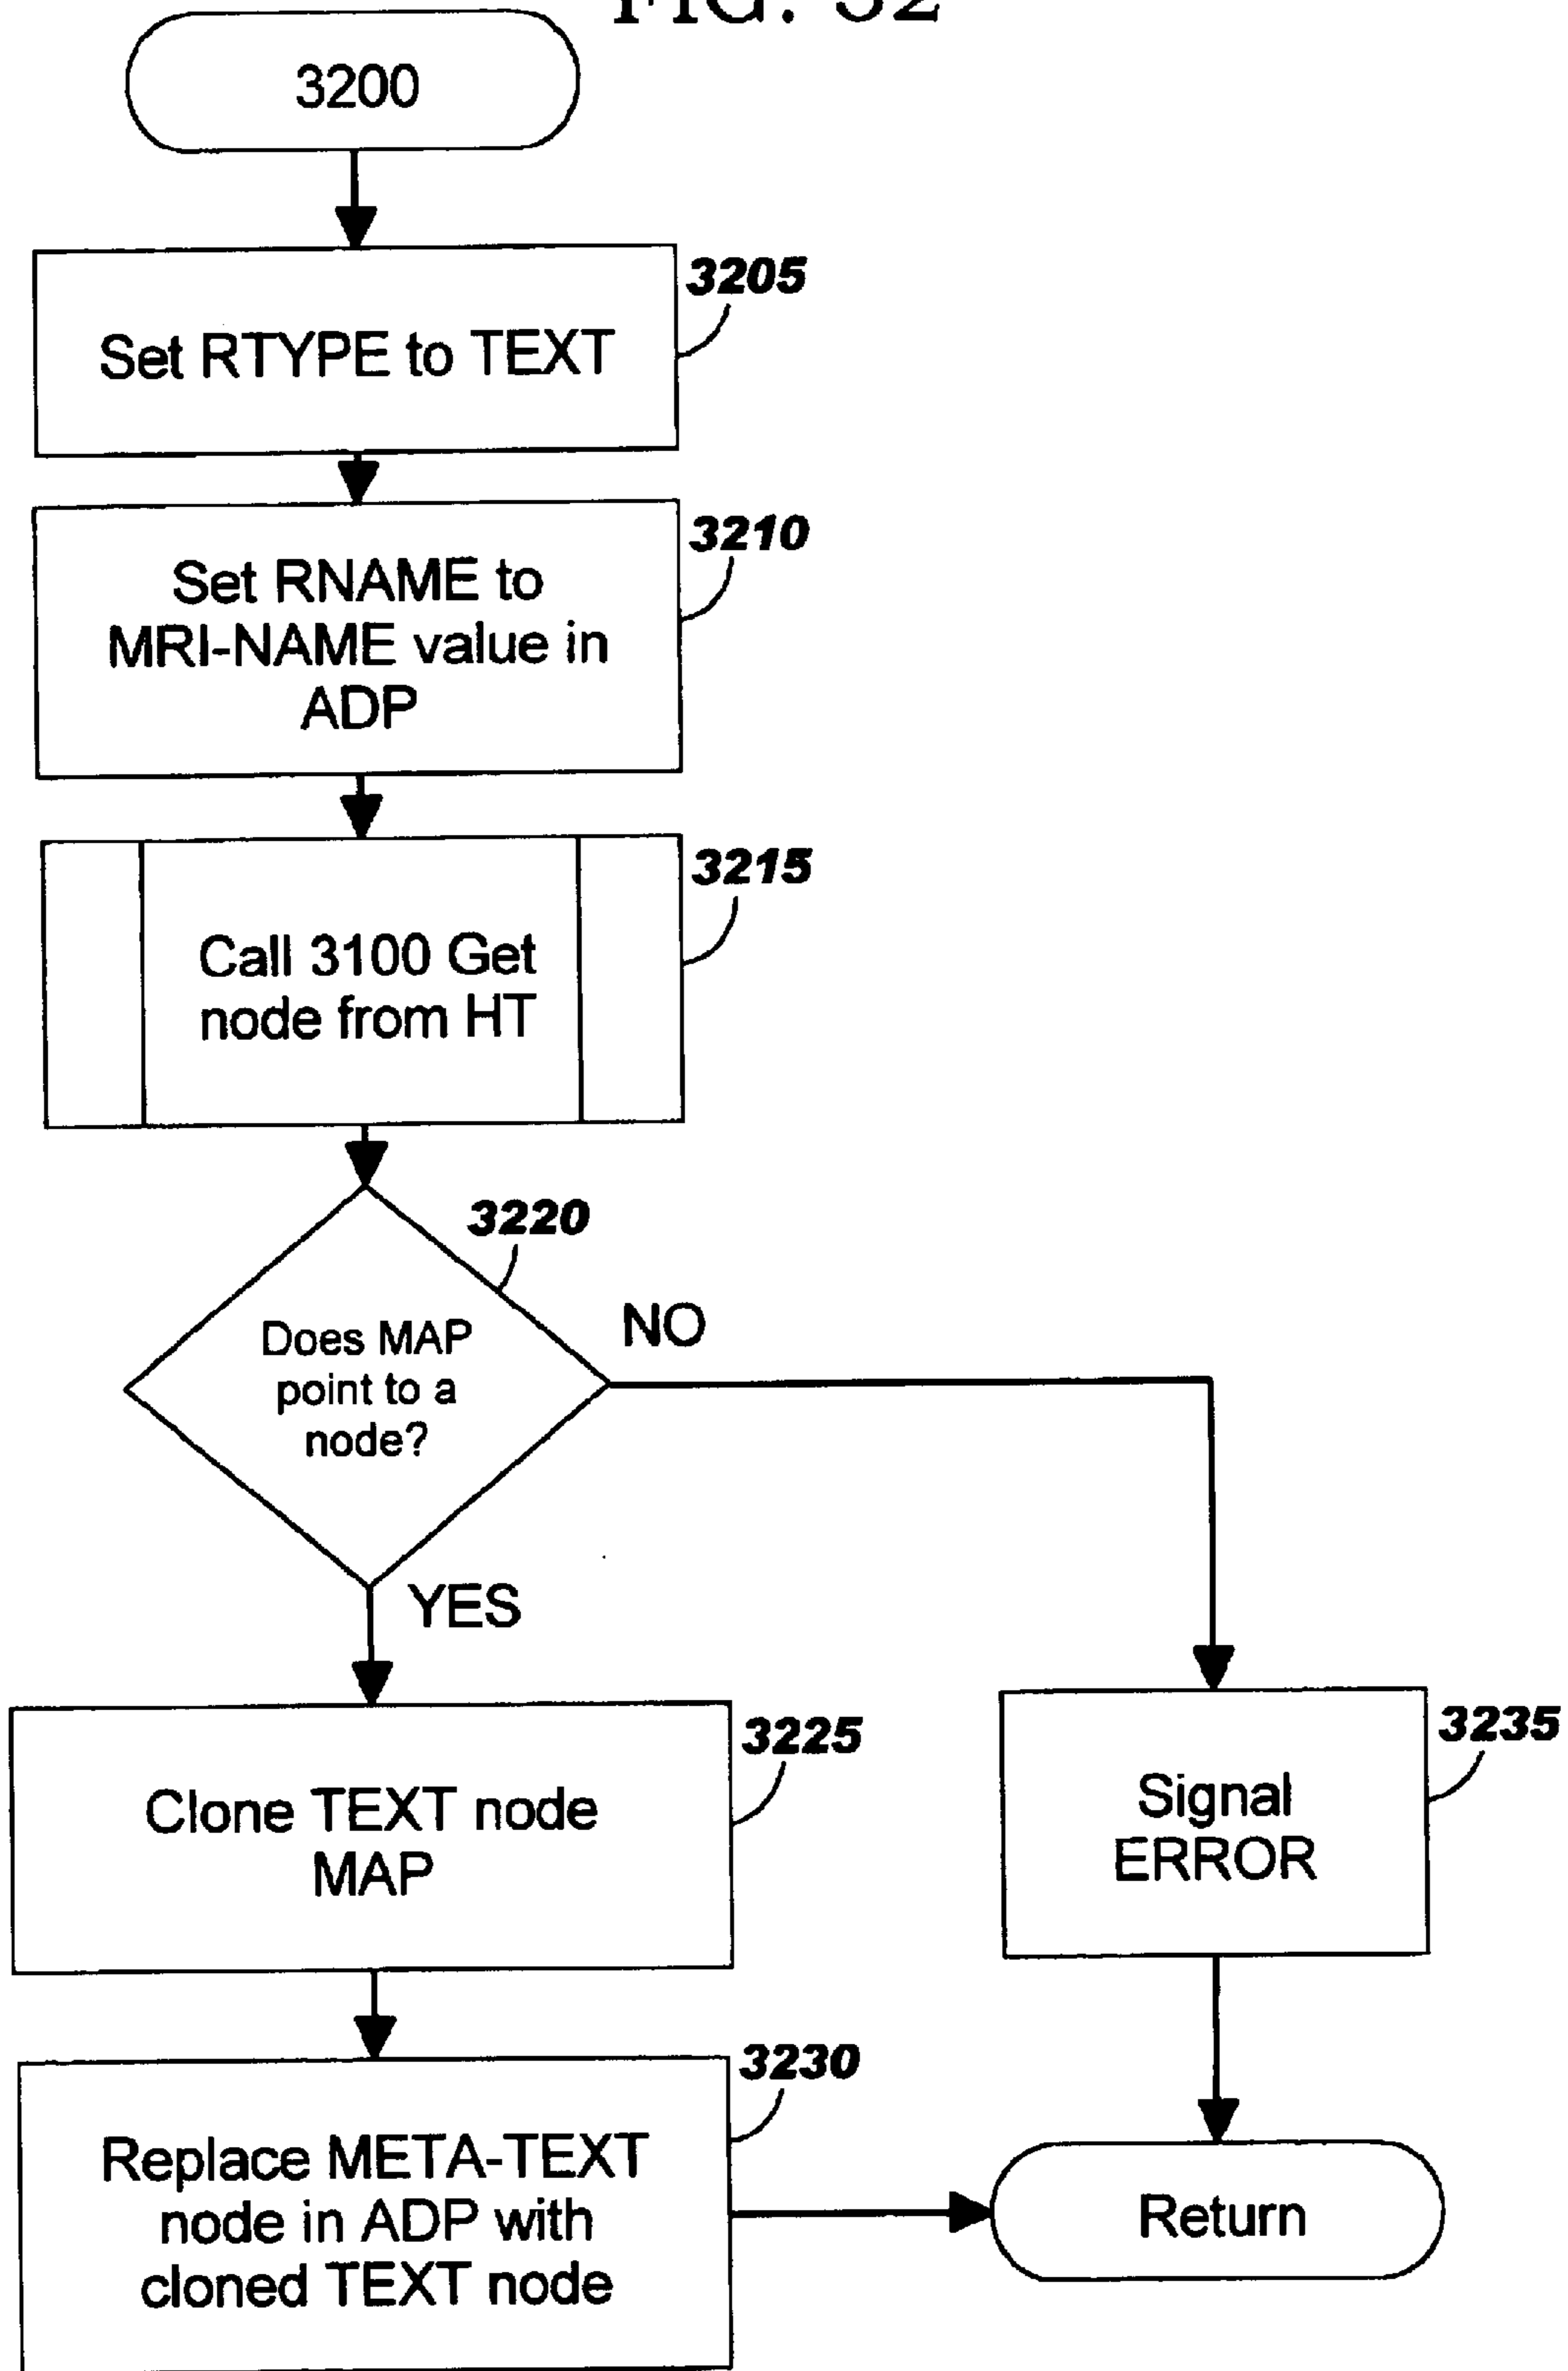 FIG. 32
3200
3205
Set RTYPE to TEXT
3210
Set RNAME to
MRI-NAME value in
ADP
3215
Call 3100 Get
node from HT
3220
Does MAP
point to a
node?
NO
YES
3225
Clone TEXT node
MAP
3235
Signal
ERROR
3230
Replace META-TEXT
node in ADP with
cloned TEXT node
Return